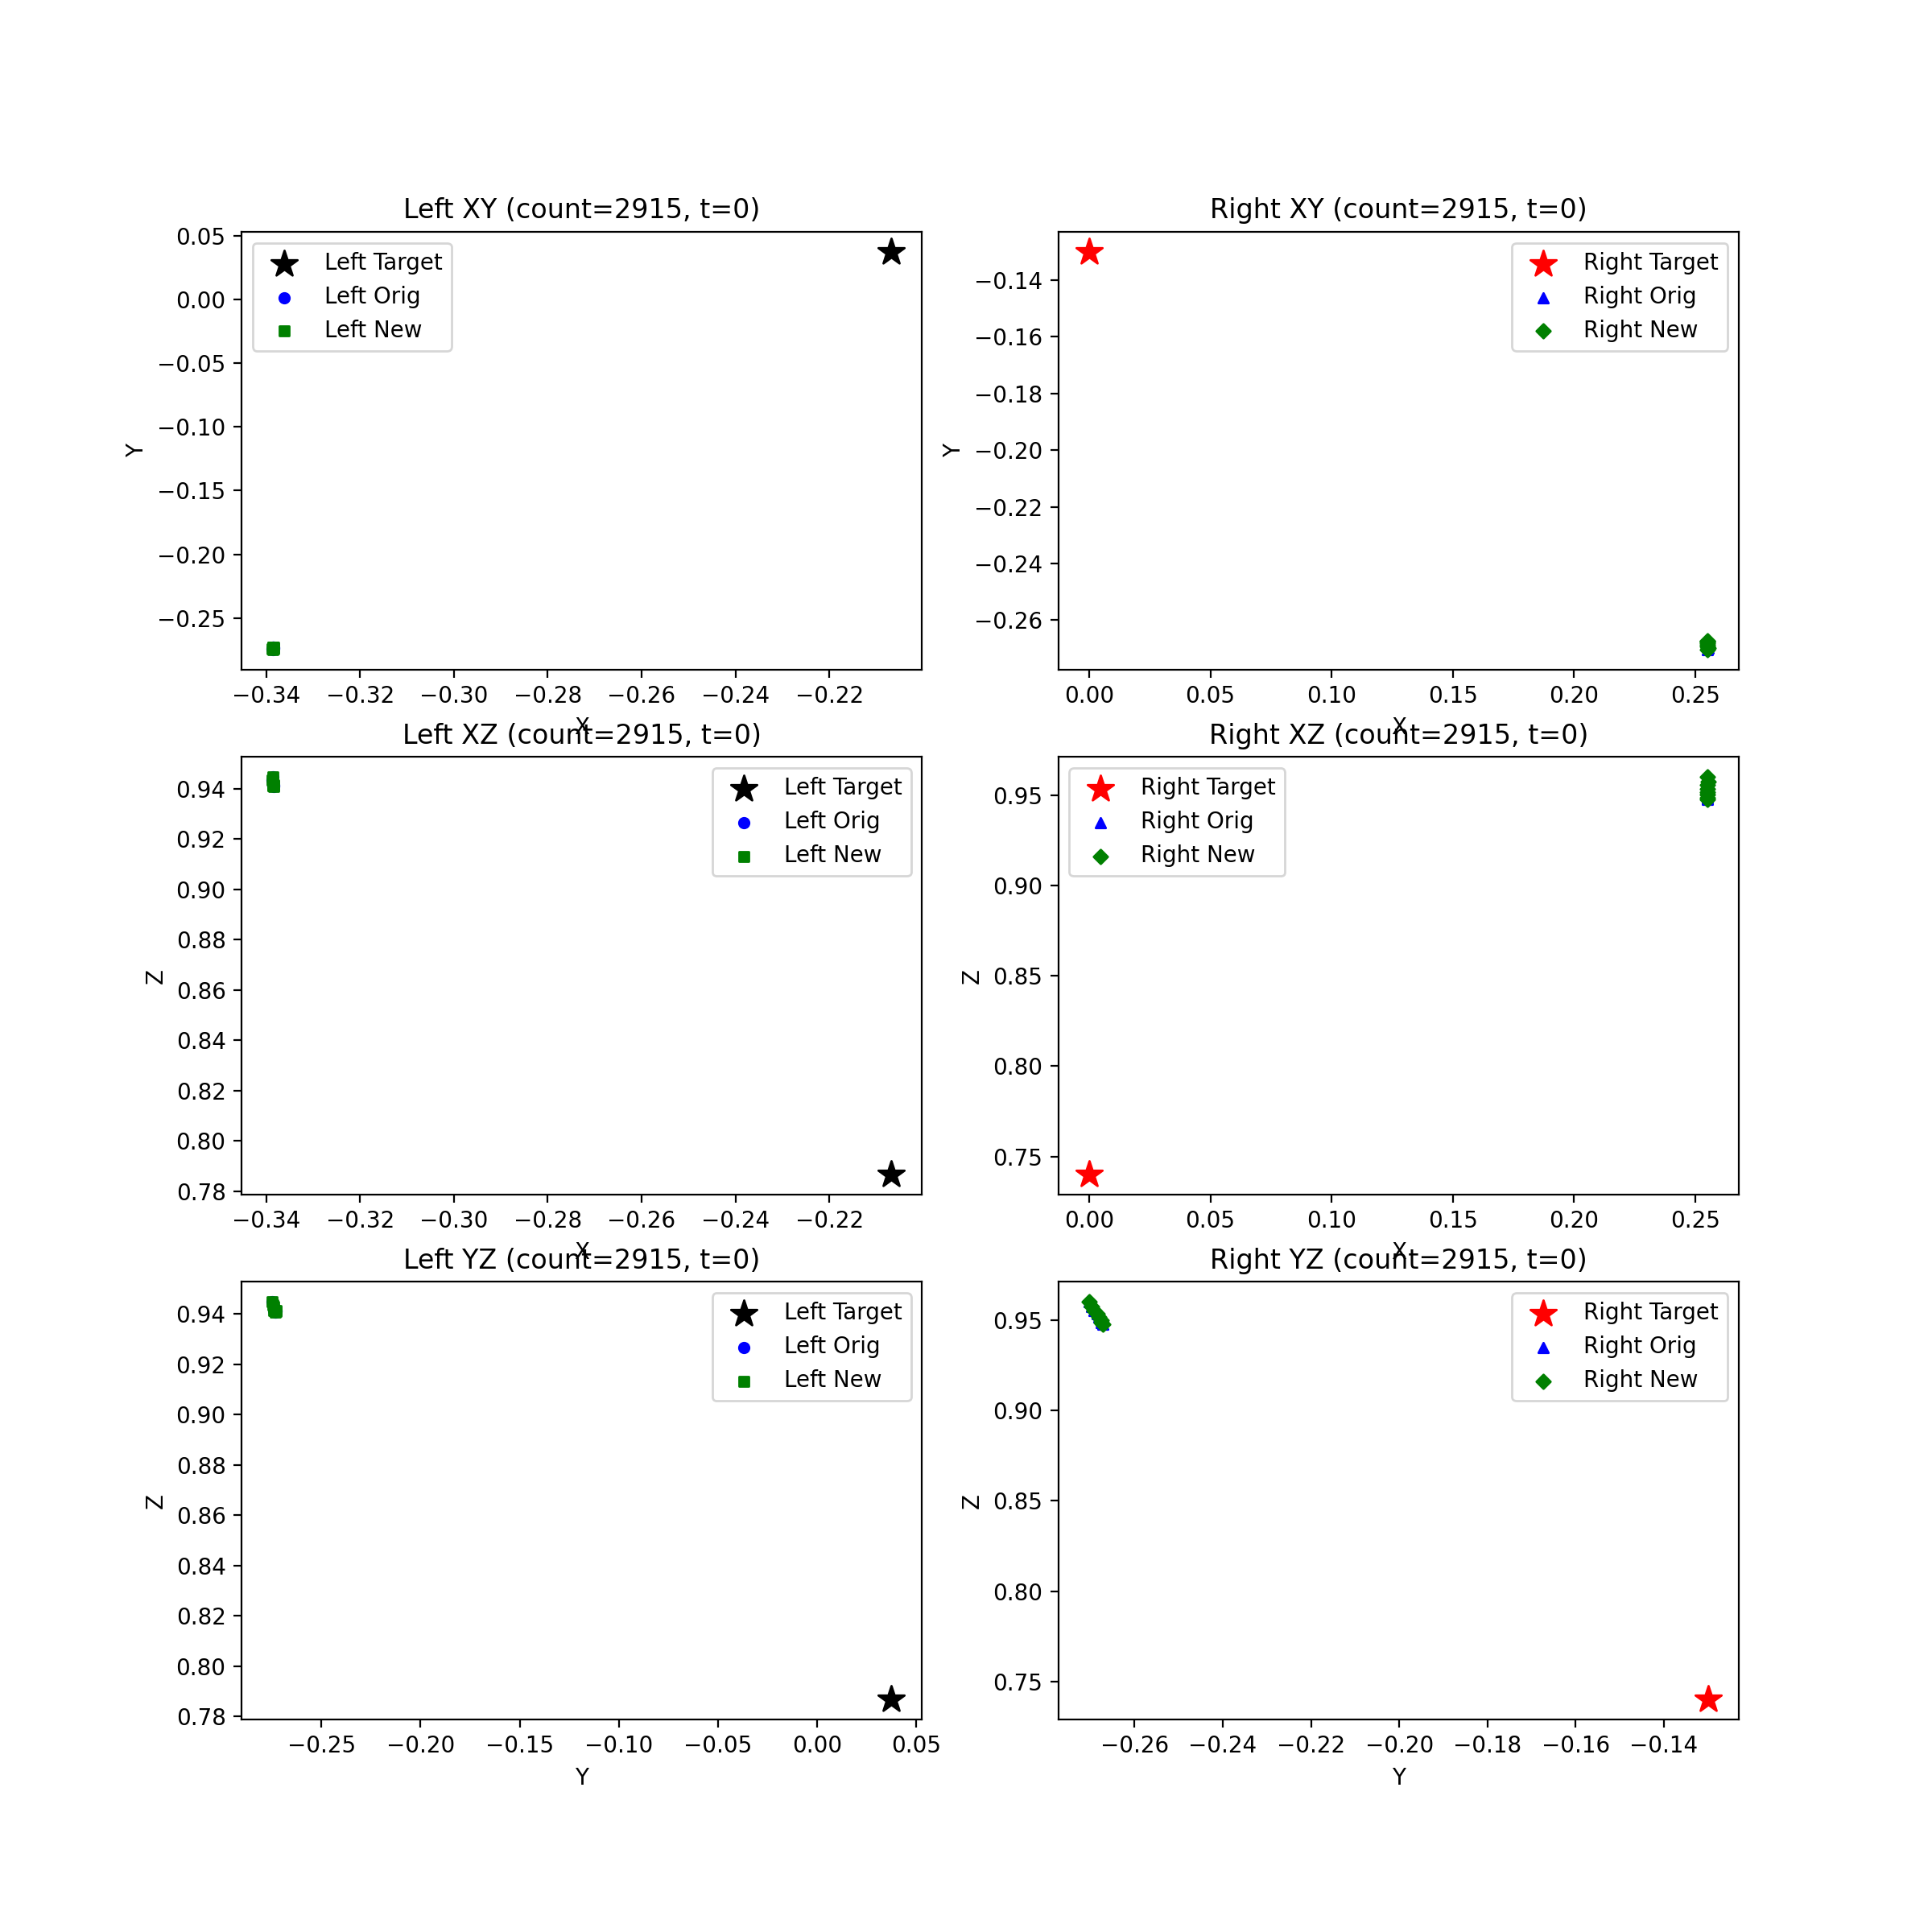 Left XY (count=2915, t=0)
0.05
0.00
−0.05
−0.10
−0.15
−0.20
−0.25
Y
Left Target
Left Orig
Left New
−0.34 −0.32 −0.30 −0.28 −0.26 −0.24 −0.22
X
Right XY (count=2915, t=0)
−0.14
−0.16
−0.18
−0.20
−0.22
−0.24
−0.26
Y
Right Target
Right Orig
Right New
0.00 0.05 0.10 0.15 0.20 0.25
X
Left XZ (count=2915, t=0)
0.94
0.92
0.90
0.88
0.86
0.84
0.82
0.80
0.78
Z
Left Target
Left Orig
Left New
−0.34 −0.32 −0.30 −0.28 −0.26 −0.24 −0.22
X
Right XZ (count=2915, t=0)
0.95
0.90
0.85
0.80
0.75
Z
Right Target
Right Orig
Right New
0.00 0.05 0.10 0.15 0.20 0.25
X
Left YZ (count=2915, t=0)
0.94
0.92
0.90
0.88
0.86
0.84
0.82
0.80
0.78
Z
Left Target
Left Orig
Left New
−0.25 −0.20 −0.15 −0.10 −0.05 0.00 0.05
Y
Right YZ (count=2915, t=0)
0.95
0.90
0.85
0.80
0.75
Z
Right Target
Right Orig
Right New
−0.26 −0.24 −0.22 −0.20 −0.18 −0.16 −0.14
Y